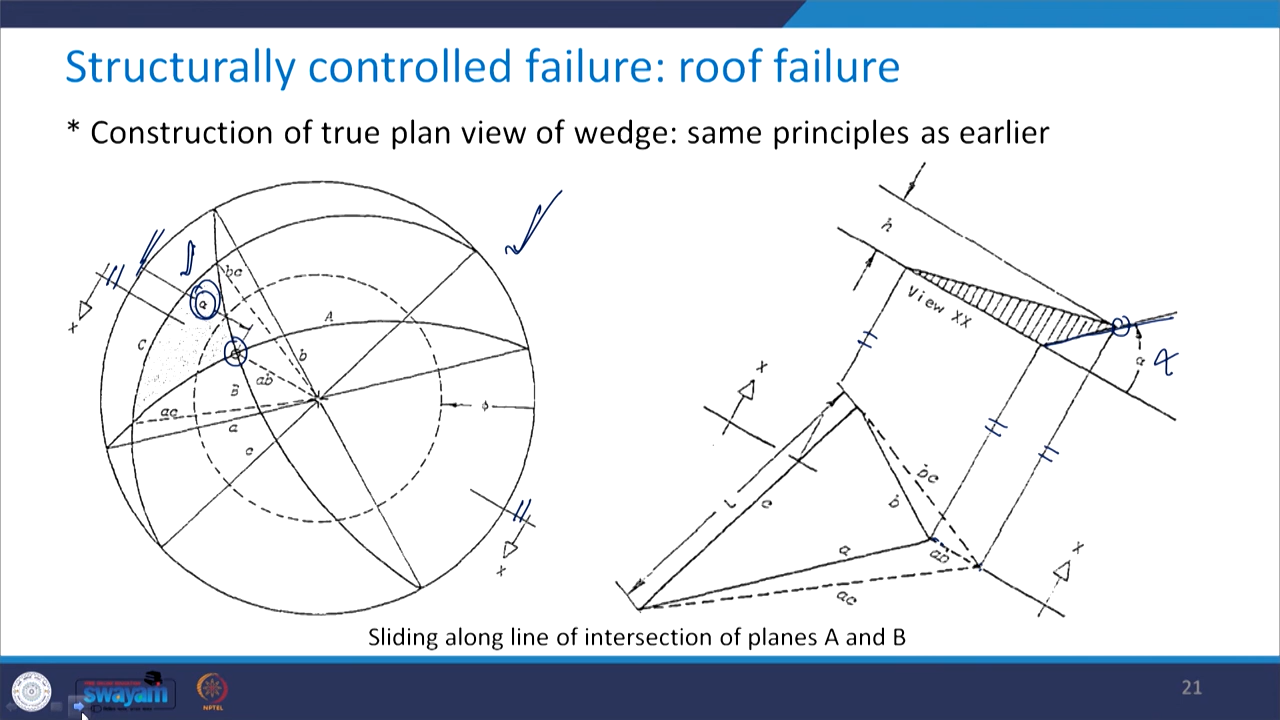 Structurally controlled failure: roof failure
* Construction of true plan view of wedge: same principles as earlier
bc
A
C
a
b
B
ab
ac
a
c
φ
x
x
h
View XX
α
α
x
L
c
b
bc
a
ab
ac
x
Sliding along line of intersection of planes A and B
swayam
NPTEL
21